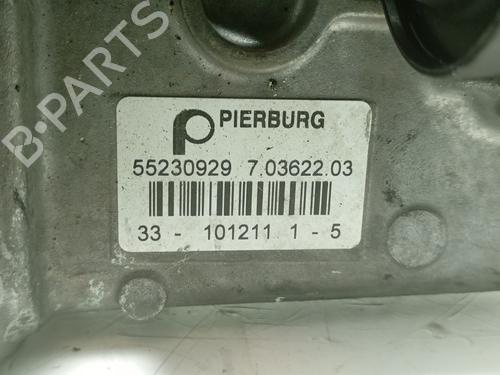 B-PARTS
PIERBURG
55230929 7.03622.03
33 - 101211 1 - 5